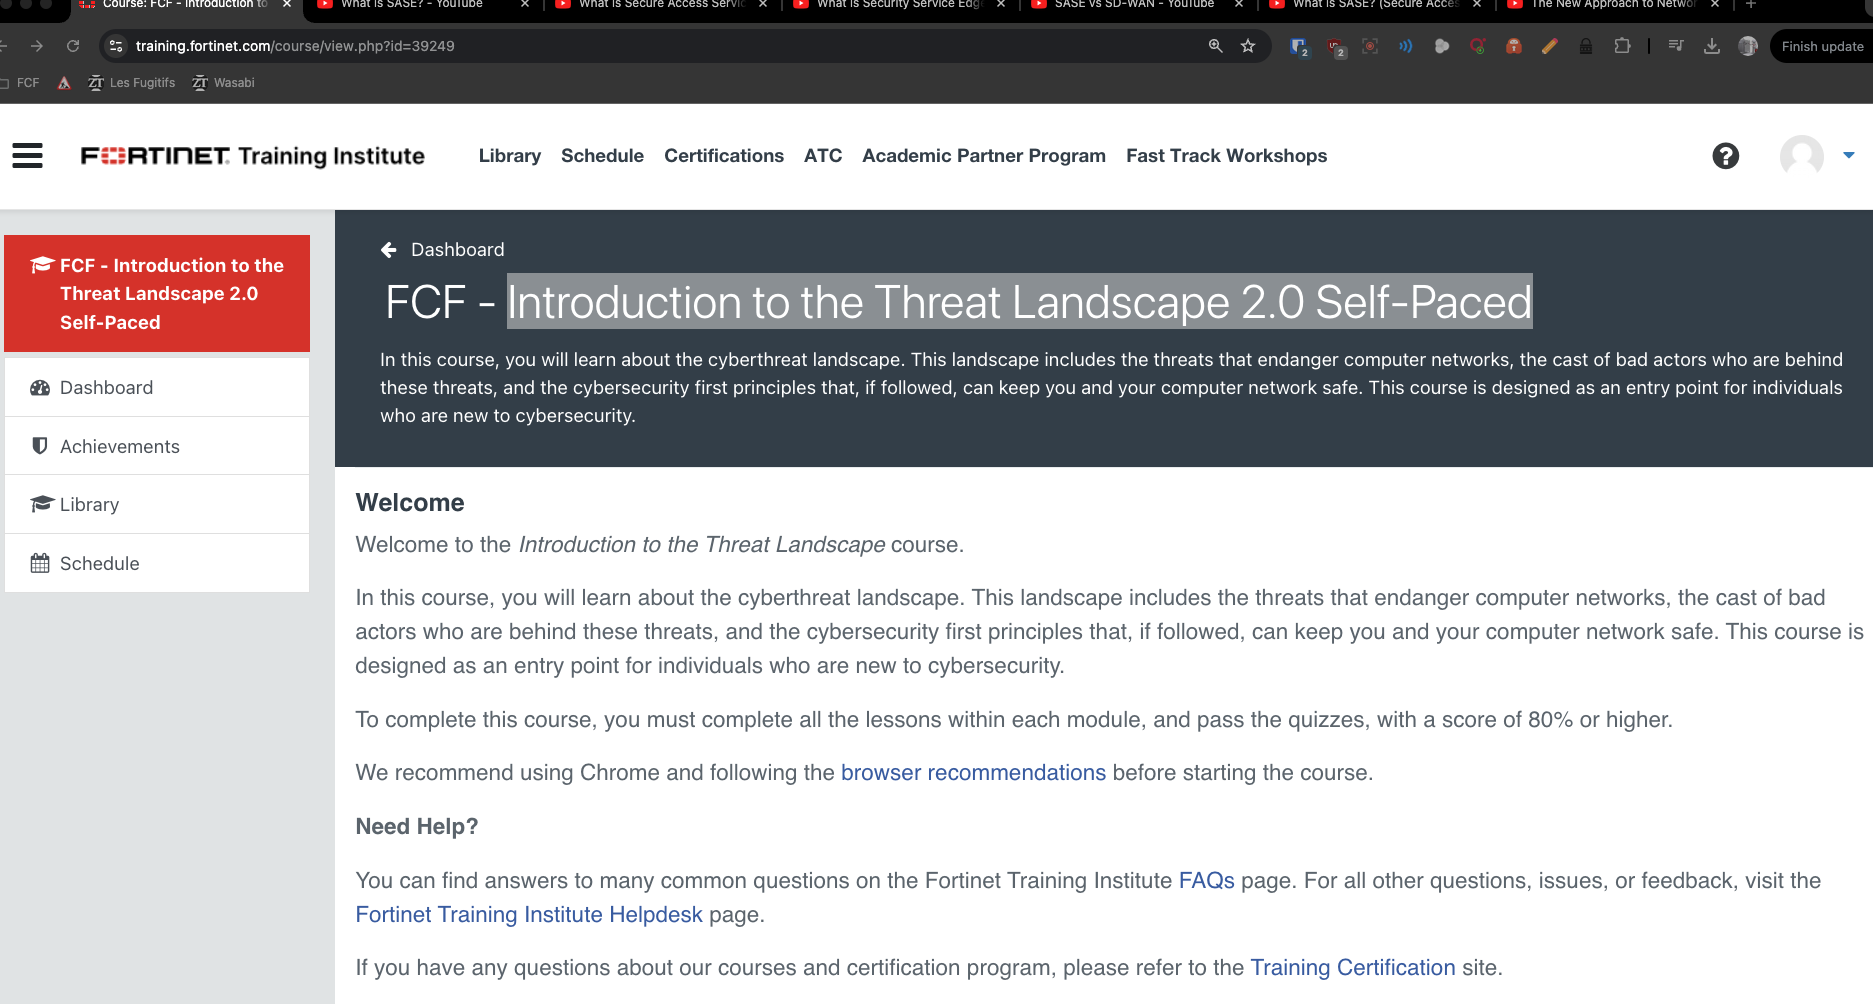 Course: FCF - Introduction to
What is SASE? - YouTube
What is Secure Access Servic
What is Security Service Edge
SASE vs SD-WAN - YouTube
What is SASE? (Secure Acces
The New Approach to Networ
training.fortinet.com/course/view.php?id=39249
2
2
Finish update
FCF
Les Fugitifs
Wasabi
FORTINET Training Institute
Library
Schedule
Certifications
ATC
Academic Partner Program
Fast Track Workshops
FCF - Introduction to the
Threat Landscape 2.0
Self-Paced
Dashboard
Achievements
Library
Schedule
Dashboard
FCF - Introduction to the Threat Landscape 2.0 Self-Paced
In this course, you will learn about the cyberthreat landscape. This landscape includes the threats that endanger computer networks, the cast of bad actors who are behind
these threats, and the cybersecurity first principles that, if followed, can keep you and your computer network safe. This course is designed as an entry point for individuals
who are new to cybersecurity.
Welcome
Welcome to the Introduction to the Threat Landscape course.
In this course, you will learn about the cyberthreat landscape. This landscape includes the threats that endanger computer networks, the cast of bad
actors who are behind these threats, and the cybersecurity first principles that, if followed, can keep you and your computer network safe. This course is
designed as an entry point for individuals who are new to cybersecurity.
To complete this course, you must complete all the lessons within each module, and pass the quizzes, with a score of 80% or higher.
We recommend using Chrome and following the browser recommendations before starting the course.
Need Help?
You can find answers to many common questions on the Fortinet Training Institute FAQs page. For all other questions, issues, or feedback, visit the
Fortinet Training Institute Helpdesk page.
If you have any questions about our courses and certification program, please refer to the Training Certification site.